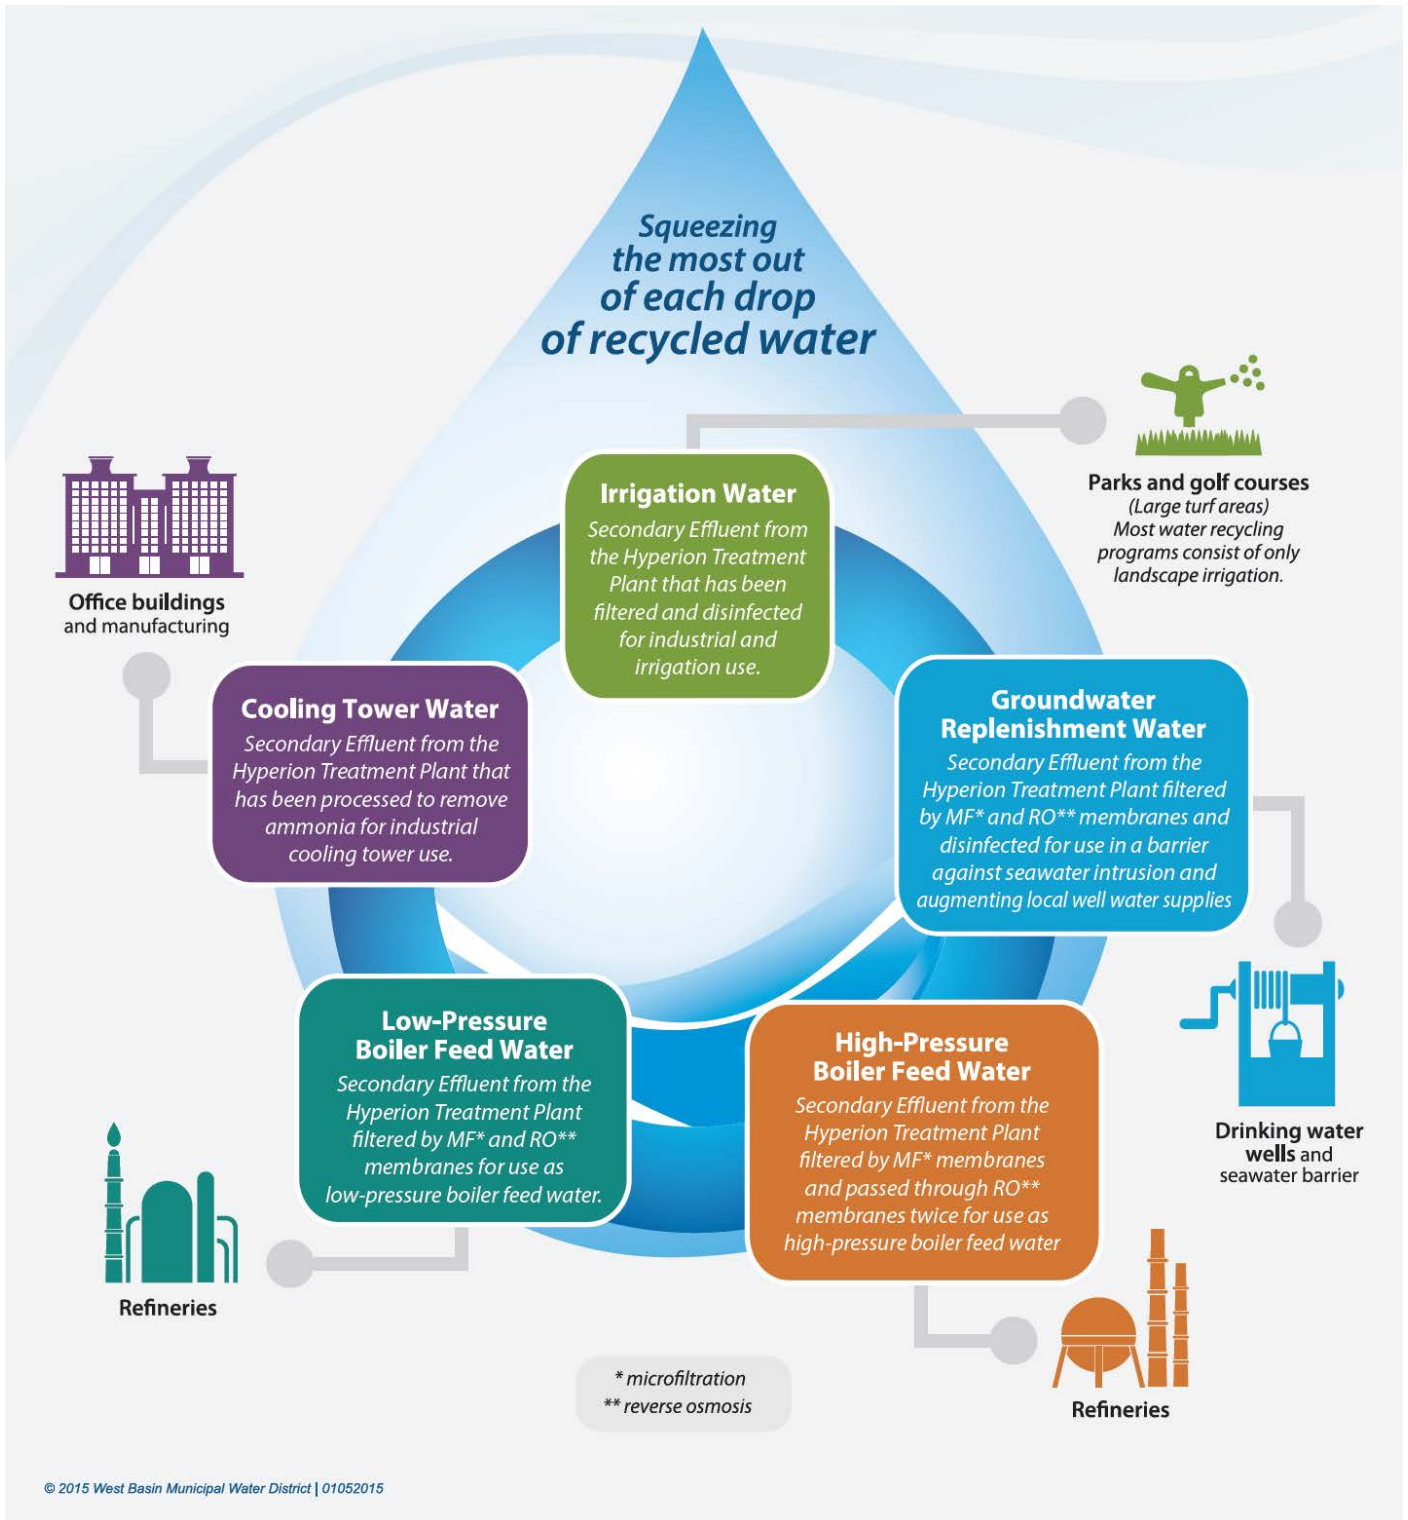 Squeezing
the most out
of each drop
of recycled water
Parks and golf courses
(Large turf areas)
Most water recycling
programs consist of only
landscape irrigation.
Irrigation Water
Secondary Effluent from
the Hyperion Treatment
Plant that has been
filtered and disinfected
for industrial and
irrigation use.
Office buildings
and manufacturing
Cooling Tower Water
Secondary Effluent from the
Hyperion Treatment Plant that
has been processed to remove
ammonia for industrial
cooling tower use.
Groundwater
Replenishment Water
Secondary Effluent from the
Hyperion Treatment Plant filtered
by MF* and RO** membranes and
disinfected for use in a barrier
against seawater intrusion and
augmenting local well water supplies
Drinking water
wells and
seawater barrier
Low-Pressure
Boiler Feed Water
Secondary Effluent from the
Hyperion Treatment Plant
filtered by MF* and RO**
membranes for use as
low-pressure boiler feed water.
Refineries
High-Pressure
Boiler Feed Water
Secondary Effluent from the
Hyperion Treatment Plant
filtered by MF* membranes
and passed through RO**
membranes twice for use as
high-pressure boiler feed water
Refineries
* microfiltration
** reverse osmosis
© 2015 West Basin Municipal Water District | 01052015